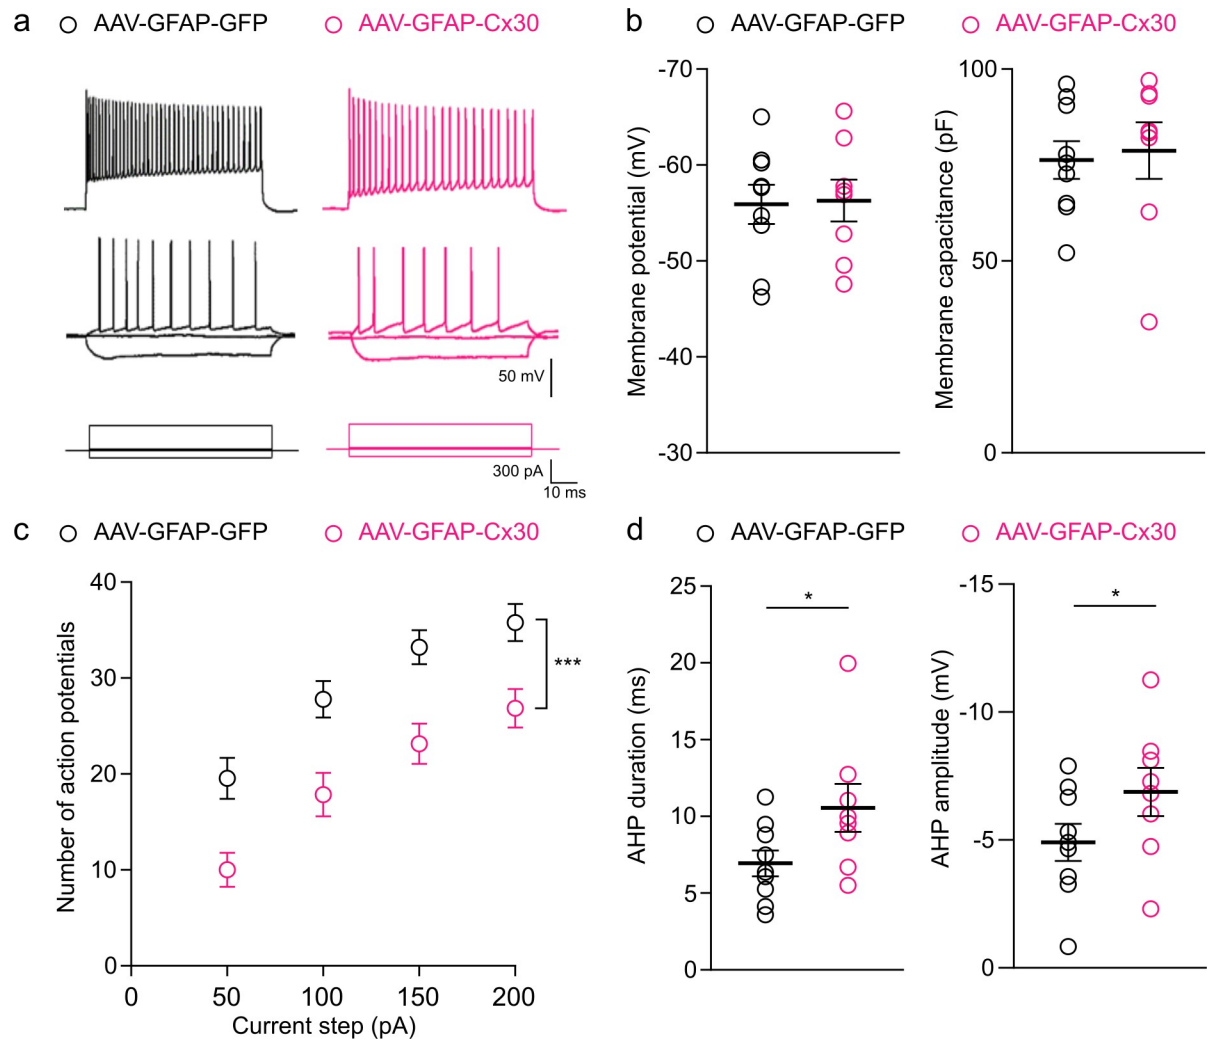 a AAV-GFAP-GFP AAV-GFAP-Cx30
50 mV
300 pA
10 ms
b AAV-GFAP-GFP AAV-GFAP-Cx30
Membrane potential (mV)
-70
-60
-50
-40
-30
Membrane capacitance (pF)
100
50
0
c AAV-GFAP-GFP AAV-GFAP-Cx30
Number of action potentials
40
30
20
10
0
***
0 50 100 150 200
Current step (pA)
d AAV-GFAP-GFP AAV-GFAP-Cx30
AHP duration (ms)
25
20
15
10
5
0
*
AHP amplitude (mV)
-15
-10
-5
0
*